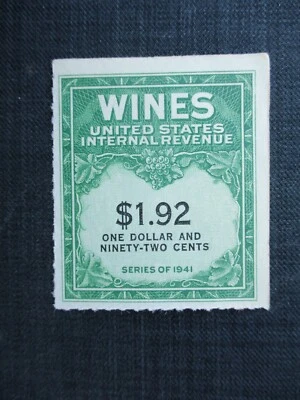 WINES
UNITED STATES
INTERNAL REVENUE
$1.92
ONE DOLLAR AND
NINETY-TWO CENTS
SERIES OF 1941